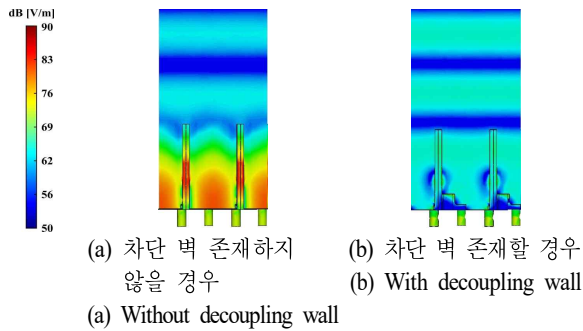 dB [V/m]
90
82
76
69
62
56
50
(a) 차단 벽 존재하지
않을 경우
(a) Without decoupling wall
(b) 차단 벽 존재할 경우
(b) With decoupling wall